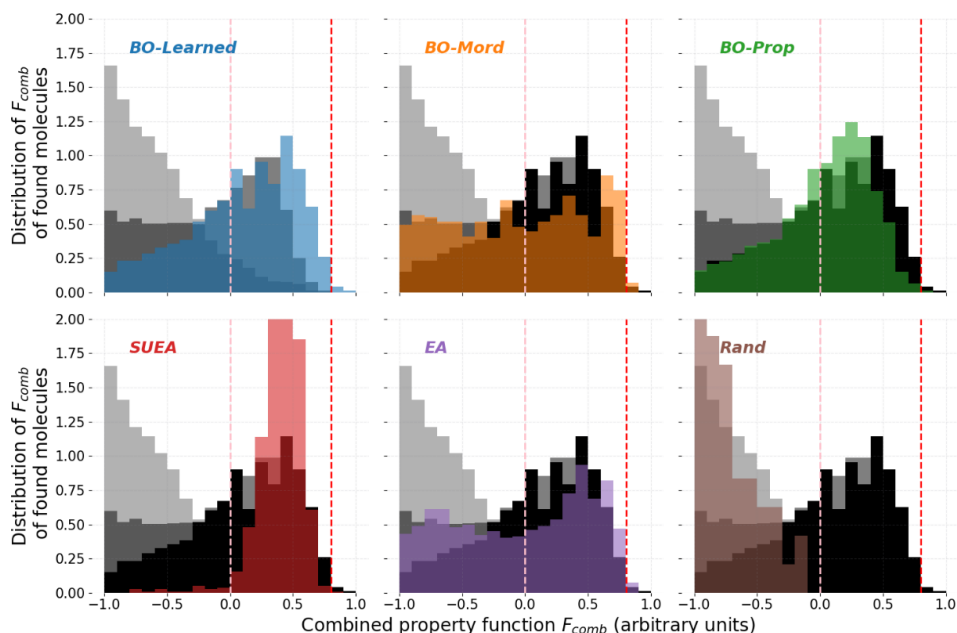 Distribution of F_comb
of found molecules
2.00
1.75
1.50
1.25
1.00
0.75
0.50
0.25
0.00
BO-Learned
BO-Mord
BO-Prop
Distribution of F_comb
of found molecules
2.00
1.75
1.50
1.25
1.00
0.75
0.50
0.25
0.00
SUEA
EA
Rand
−1.0 −0.5 0.0 0.5 1.0
−1.0 −0.5 0.0 0.5 1.0
−1.0 −0.5 0.0 0.5 1.0
Combined property function F_comb (arbitrary units)